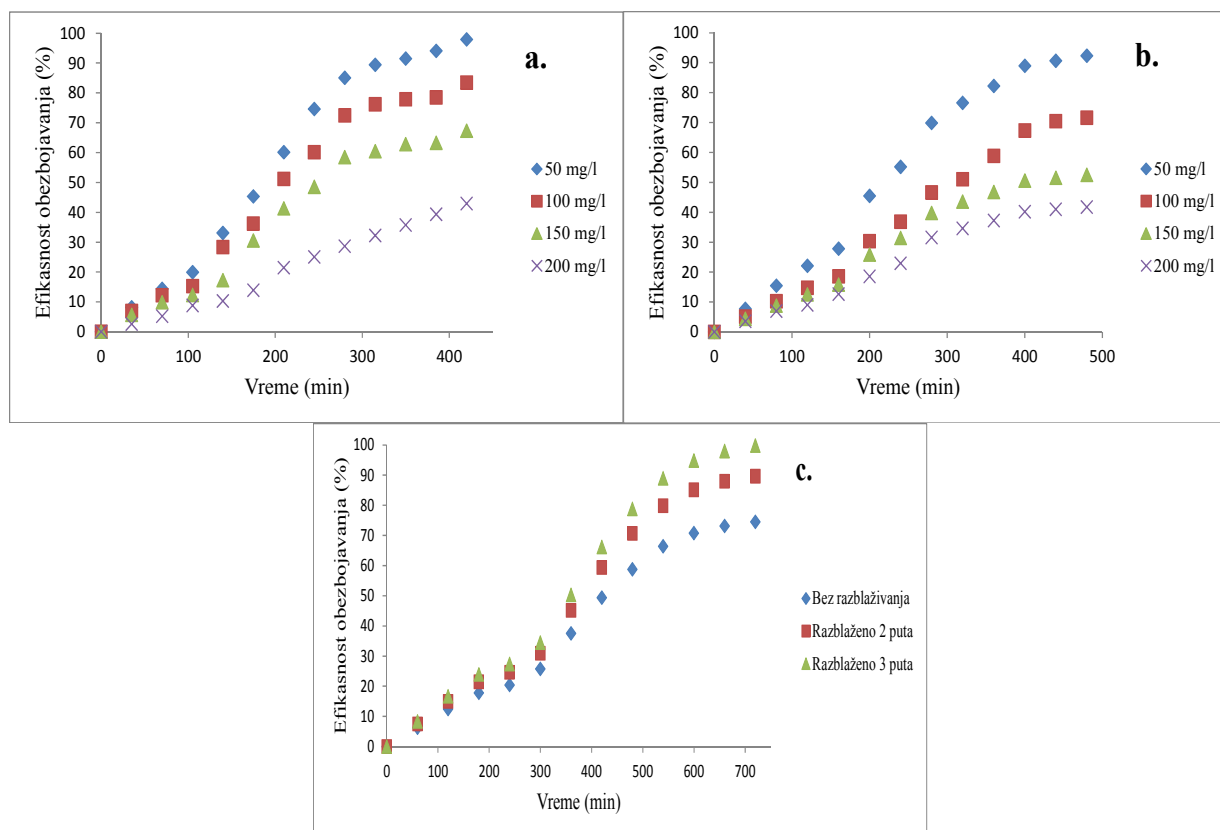 a.
Efikasnost obezbojavanja (%)
100
90
80
70
60
50
40
30
20
10
0
0 100 200 300 400
Vreme (min)
50 mg/l
100 mg/l
150 mg/l
200 mg/l
b.
Efikasnost obezbojavanja (%)
100
90
80
70
60
50
40
30
20
10
0
0 100 200 300 400 500
Vreme (min)
50 mg/l
100 mg/l
150 mg/l
200 mg/l
c.
Efikasnost obezbojavanja (%)
100
90
80
70
60
50
40
30
20
10
0
0 100 200 300 400 500 600 700
Vreme (min)
Bez razblaživanja
Razblaženo 2 puta
Razblaženo 3 puta